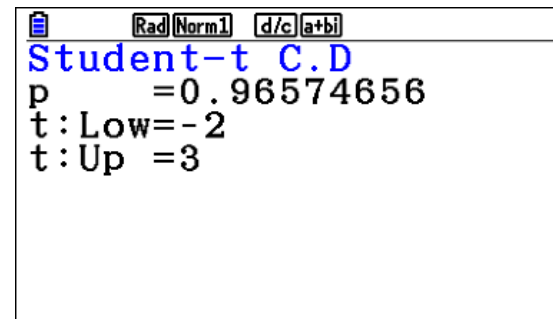 Rad Norm1 d/c a+bi
Student-t C.D
p =0.96574656
t:Low=-2
t:Up =3